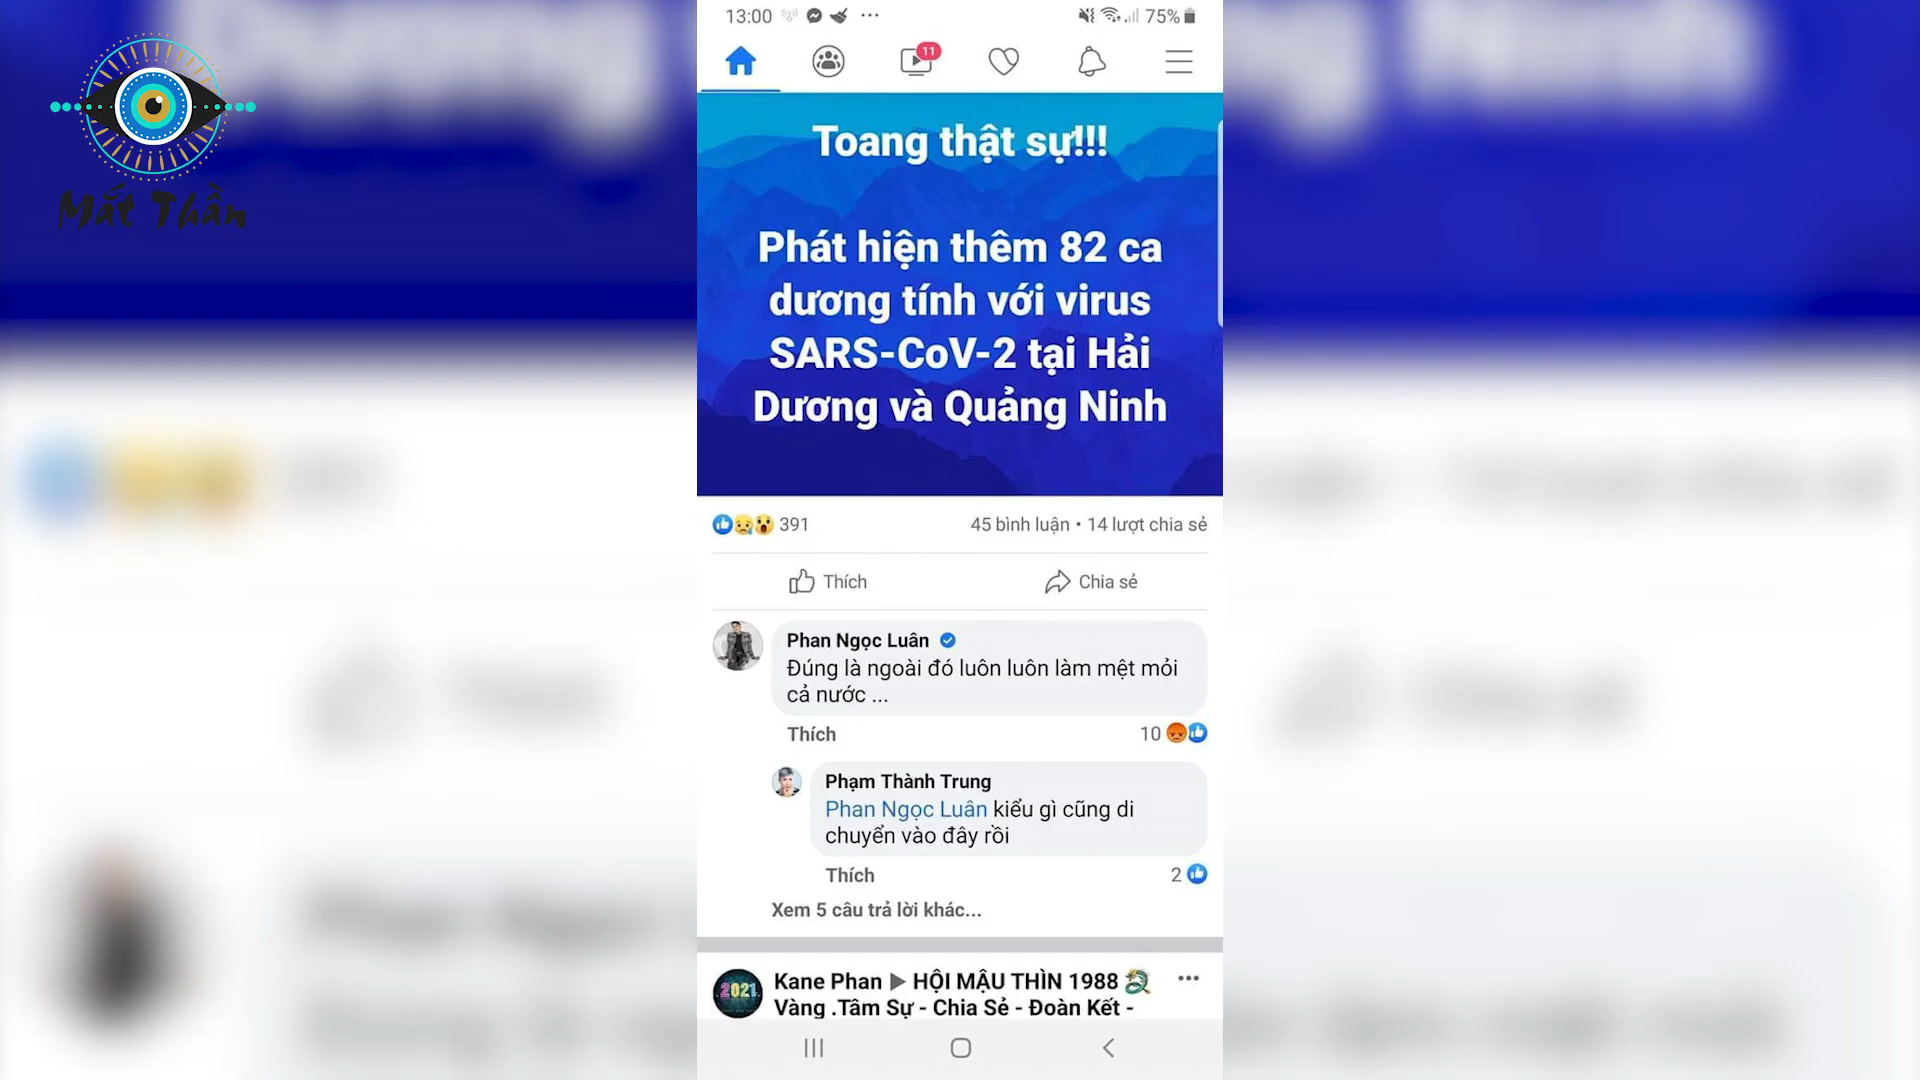 Mắt Thần
13:00
75%
11
Toang thật sự!!!
Phát hiện thêm 82 ca
dương tính với virus
SARS-CoV-2 tại Hải
Dương và Quảng Ninh
391
45 bình luận • 14 lượt chia sẻ
Thích
Chia sẻ
Phan Ngọc Luân
Đúng là ngoài đó luôn luôn làm mệt mỏi
cả nước ...
Thích
10
Phạm Thành Trung
Phan Ngọc Luân kiểu gì cũng di
chuyển vào đây rồi
Thích
2
Xem 5 câu trả lời khác...
2021
Kane Phan ▶ HỘI MẬU THÌN 1988
Vàng .Tâm Sự - Chia Sẻ - Đoàn Kết -